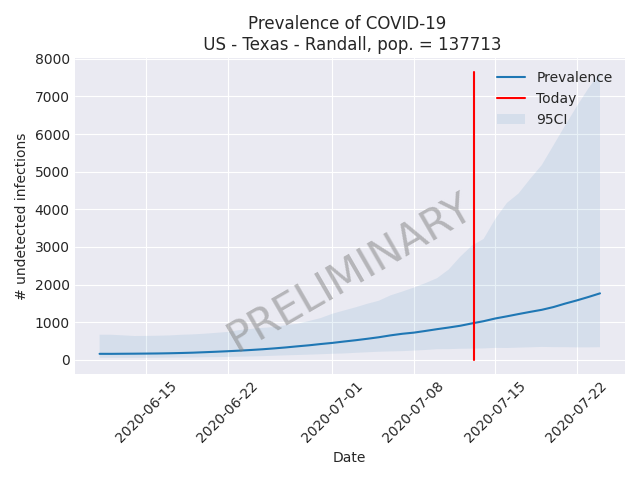 Prevalence of COVID-19
US - Texas - Randall, pop. = 137713
8000
7000
6000
5000
4000
3000
2000
1000
0
# undetected infections
Prevalence
Today
95CI
PRELIMINARY
2020-06-15
2020-06-22
2020-07-01
2020-07-08
2020-07-15
2020-07-22
Date